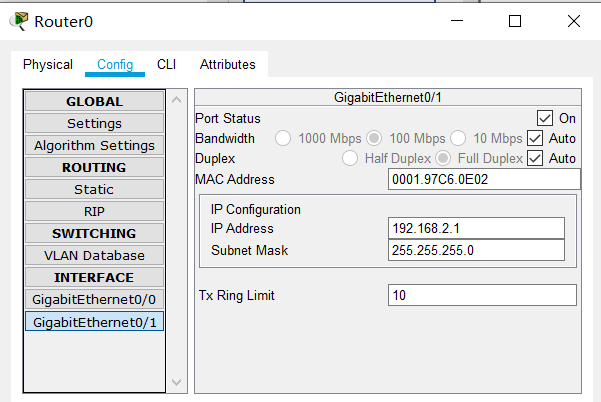 Router0
Physical Config CLI Attributes
GLOBAL
Settings
Algorithm Settings
ROUTING
Static
RIP
SWITCHING
VLAN Database
INTERFACE
GigabitEthernet0/0
GigabitEthernet0/1
GigabitEthernet0/1
Port Status On
Bandwidth 1000 Mbps 100 Mbps 10 Mbps Auto
Duplex Half Duplex Full Duplex Auto
MAC Address 0001.97C6.0E02
IP Configuration
IP Address 192.168.2.1
Subnet Mask 255.255.255.0
Tx Ring Limit 10